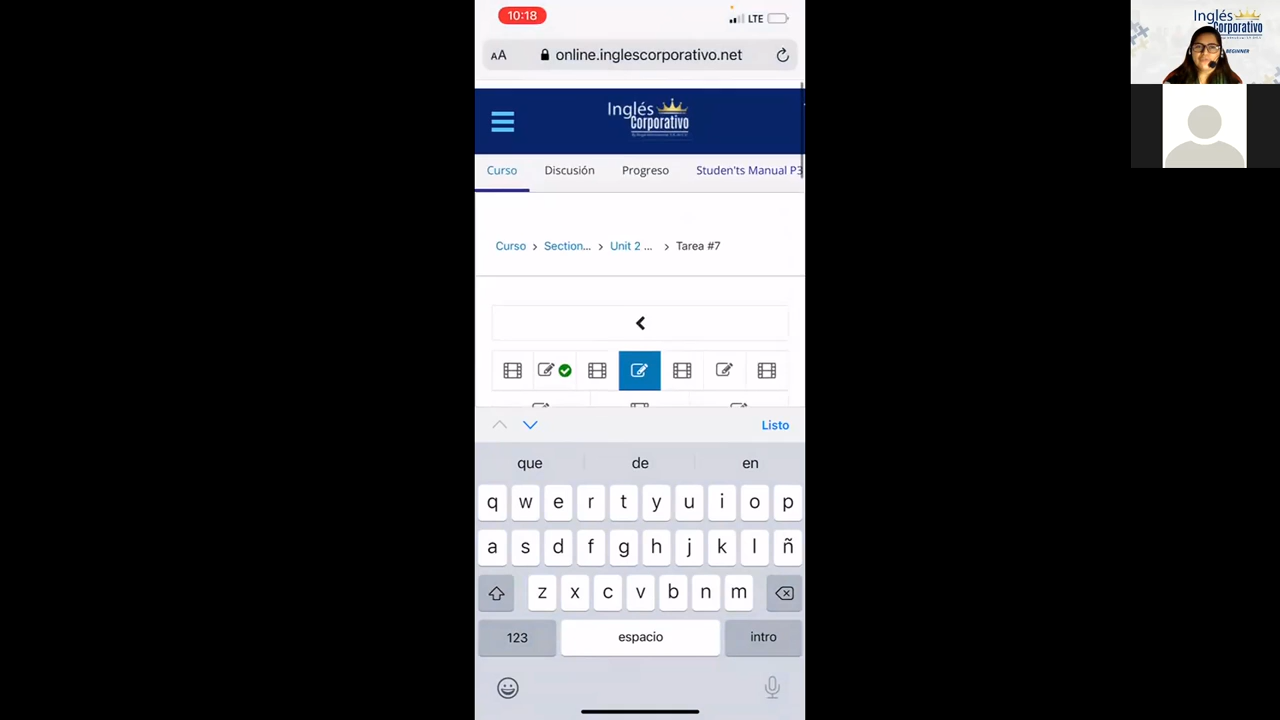 10:18
LTE
AA online.inglescorporativo.net
Inglés
Corporativo
Curso Discusión Progreso Studen'ts Manual P3
Curso > Section... > Unit 2 ... > Tarea #7
Listo
que de en
q w e r t y u i o p
a s d f g h j k l ñ
z x c v b n m
123 espacio intro
Inglés
Corporativo
BEGINNER